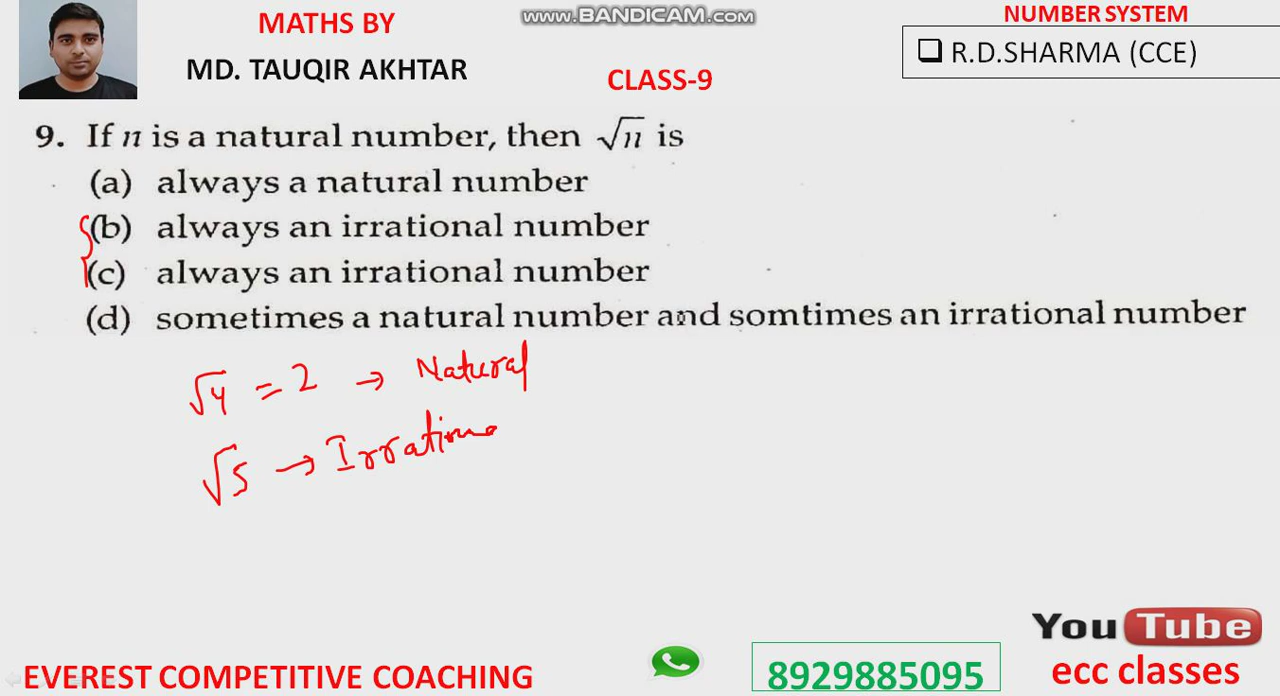 www.BANDICAM.com
MATHS BY
MD. TAUQIR AKHTAR
CLASS-9
NUMBER SYSTEM
❑ R.D.SHARMA (CCE)
9. If n is a natural number, then √n is
(a) always a natural number
(b) always an irrational number
(c) always an irrational number
(d) sometimes a natural number and somtimes an irrational number
√4 = 2 → Natural
√5 → Irrational
EVEREST COMPETITIVE COACHING
8929885095
YouTube
ecc classes